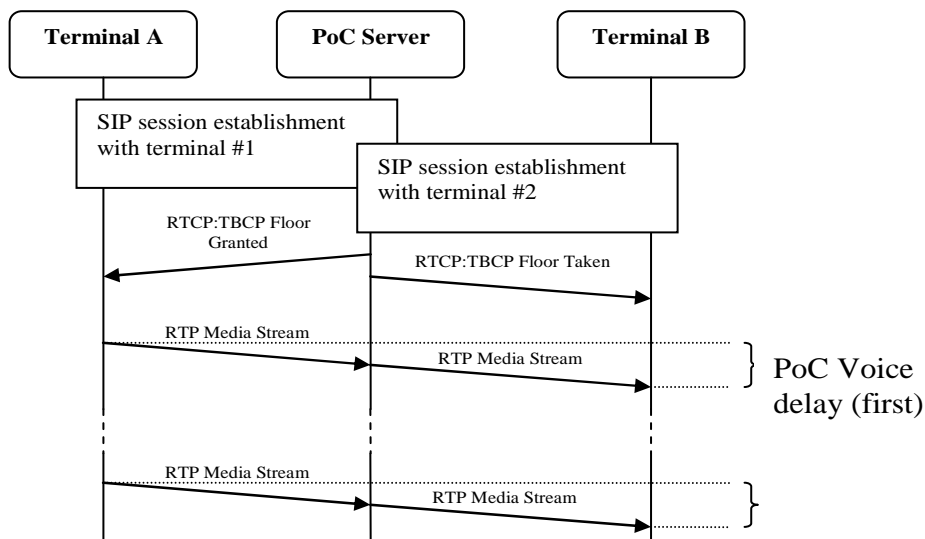 Terminal A
PoC Server
Terminal B
SIP session establishment
with terminal #1
SIP session establishment
with terminal #2
RTCP:TBCP Floor
Granted
RTCP:TBCP Floor Taken
RTP Media Stream
RTP Media Stream
PoC Voice
delay (first)
RTP Media Stream
RTP Media Stream